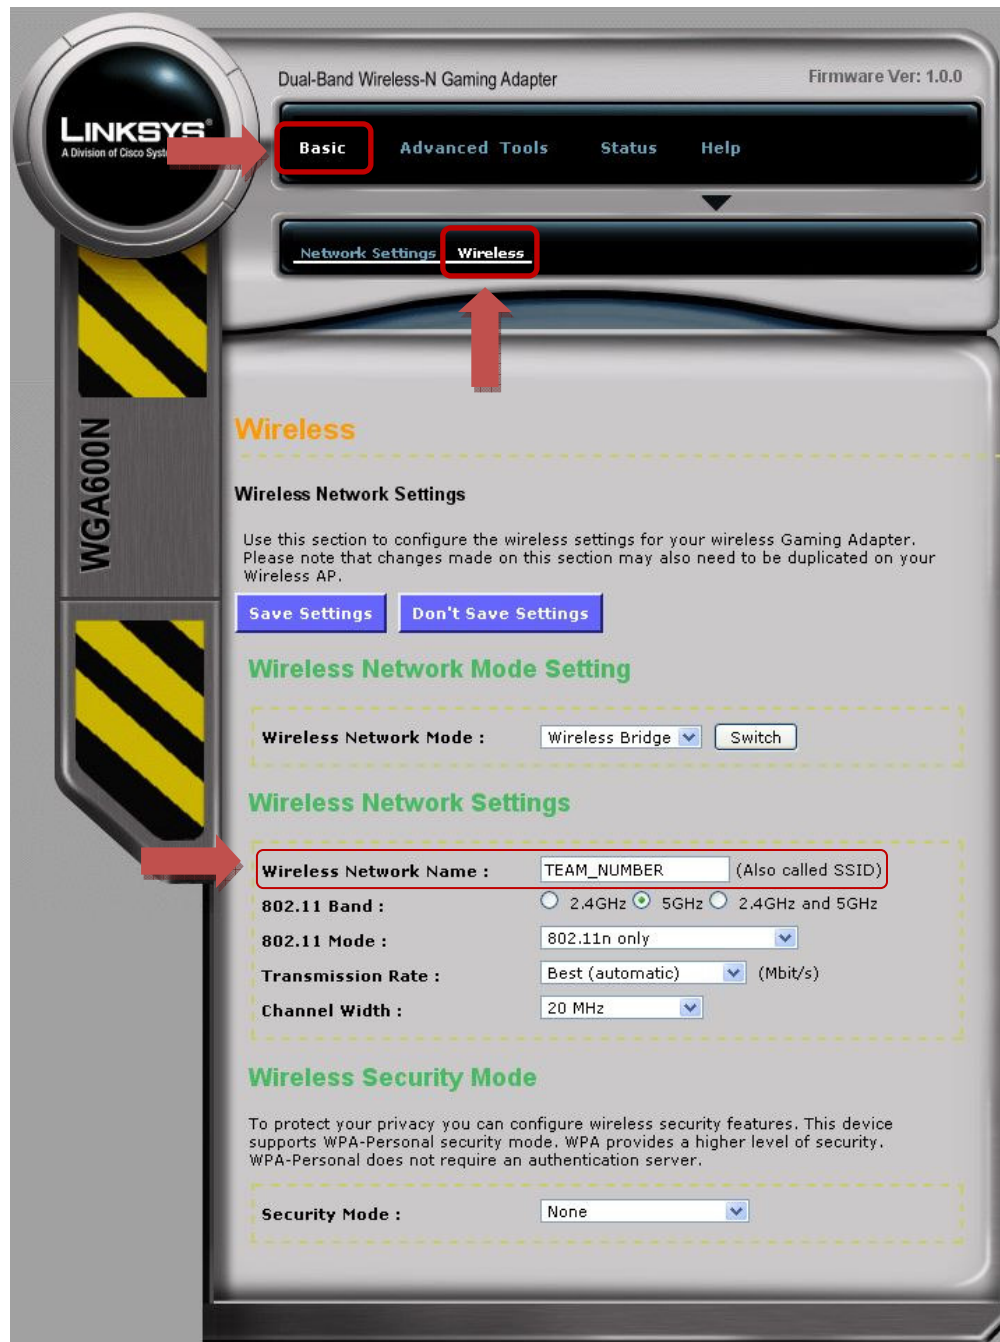 Dual-Band Wireless-N Gaming Adapter
Firmware Ver: 1.0.0
LINKSYS®
A Division of Cisco
Basic Advanced Tools Status Help
Network Settings Wireless
WGA600N
Wireless
Wireless Network Settings
Use this section to configure the wireless settings for your wireless Gaming Adapter.
Please note that changes made on this section may also need to be duplicated on your
Wireless AP.
Save Settings Don't Save Settings
Wireless Network Mode Setting
Wireless Network Mode : Wireless Bridge Switch
Wireless Network Settings
Wireless Network Name : TEAM_NUMBER (Also called SSID)
802.11 Band : 2.4GHz 5GHz 2.4GHz and 5GHz
802.11 Mode : 802.11n only
Transmission Rate : Best (automatic) (Mbit/s)
Channel Width : 20 MHz
Wireless Security Mode
To protect your privacy you can configure wireless security features. This device
supports WPA-Personal security mode. WPA provides a higher level of security.
WPA-Personal does not require an authentication server.
Security Mode : None